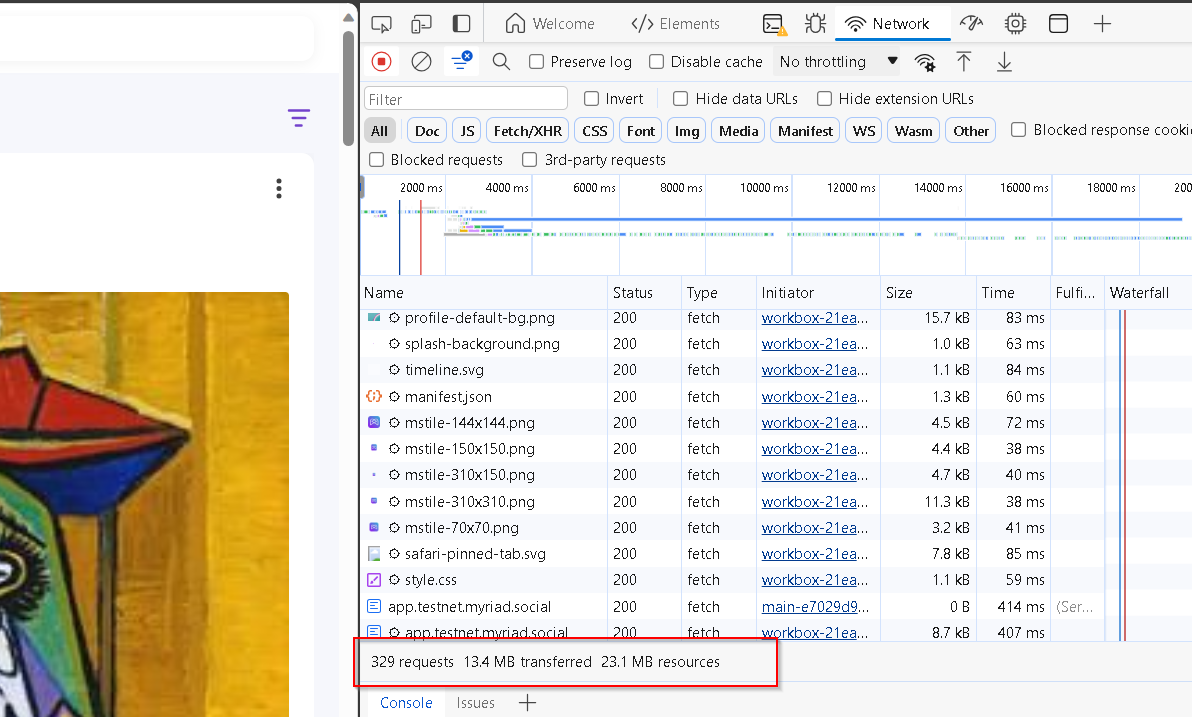 Welcome Elements Network
Preserve log Disable cache No throttling
Filter Invert Hide data URLs Hide extension URLs
All Doc JS Fetch/XHR CSS Font Img Media Manifest WS Wasm Other Blocked response cooki
Blocked requests 3rd-party requests
2000 ms 4000 ms 6000 ms 8000 ms 10000 ms 12000 ms 14000 ms 16000 ms 18000 ms 200
Name Status Type Initiator Size Time Fulfi... Waterfall
profile-default-bg.png 200 fetch workbox-21ea... 15.7 kB 83 ms
splash-background.png 200 fetch workbox-21ea... 1.0 kB 63 ms
timeline.svg 200 fetch workbox-21ea... 1.1 kB 84 ms
manifest.json 200 fetch workbox-21ea... 1.3 kB 60 ms
mstile-144x144.png 200 fetch workbox-21ea... 4.5 kB 72 ms
mstile-150x150.png 200 fetch workbox-21ea... 4.4 kB 38 ms
mstile-310x150.png 200 fetch workbox-21ea... 4.7 kB 40 ms
mstile-310x310.png 200 fetch workbox-21ea... 11.3 kB 38 ms
mstile-70x70.png 200 fetch workbox-21ea... 3.2 kB 41 ms
safari-pinned-tab.svg 200 fetch workbox-21ea... 7.8 kB 85 ms
style.css 200 fetch workbox-21ea... 1.1 kB 59 ms
app.testnet.myriad.social 200 fetch main-e7029d9... 0 B 414 ms (Ser...
app.testnet.myriad.social 200 fetch workbox-21ea... 8.7 kB 407 ms
329 requests 13.4 MB transferred 23.1 MB resources
Console Issues